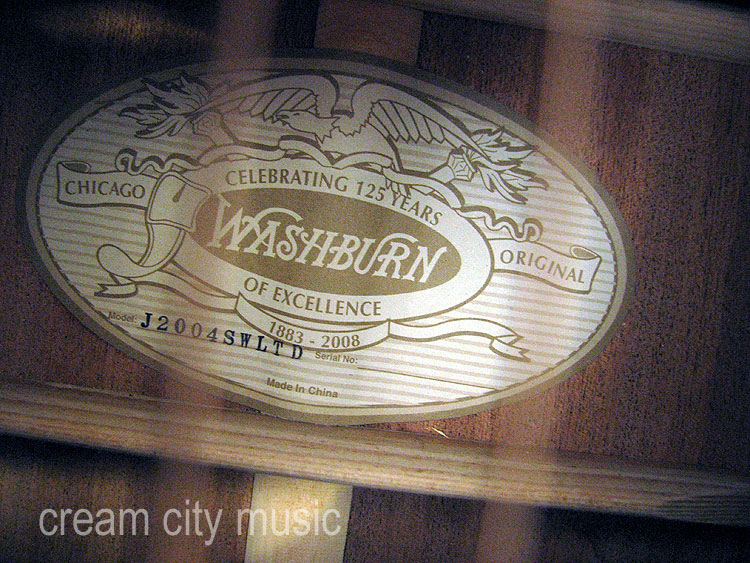 CELEBRATING 125 YEARS
CHICAGO
WASHBURN
ORIGINAL
OF EXCELLENCE
1883 - 2008
Model: J2004SWLTD
Serial No:
Made In China
cream city music